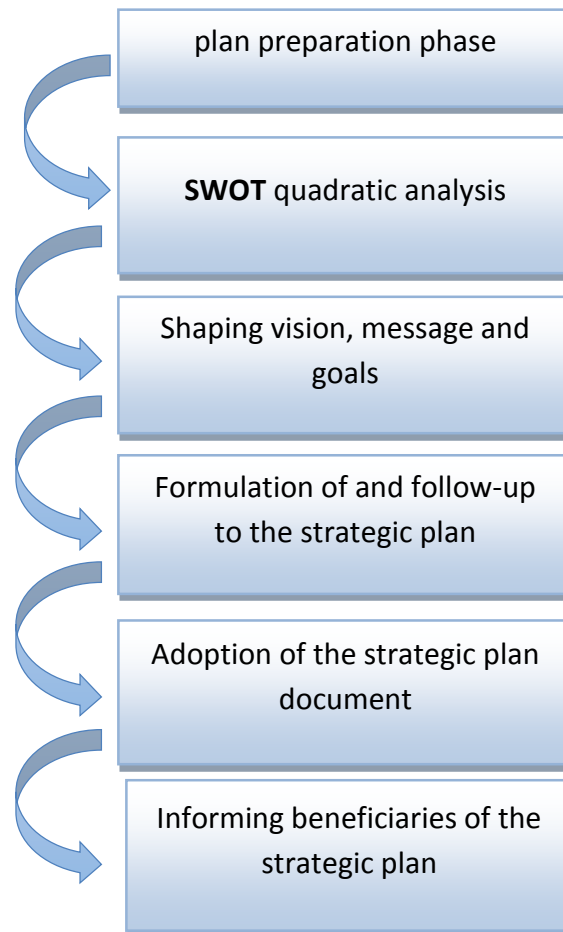 plan preparation phase
SWOT quadratic analysis
Shaping vision, message and
goals
Formulation of and follow-up
to the strategic plan
Adoption of the strategic plan
document
Informing beneficiaries of the
strategic plan